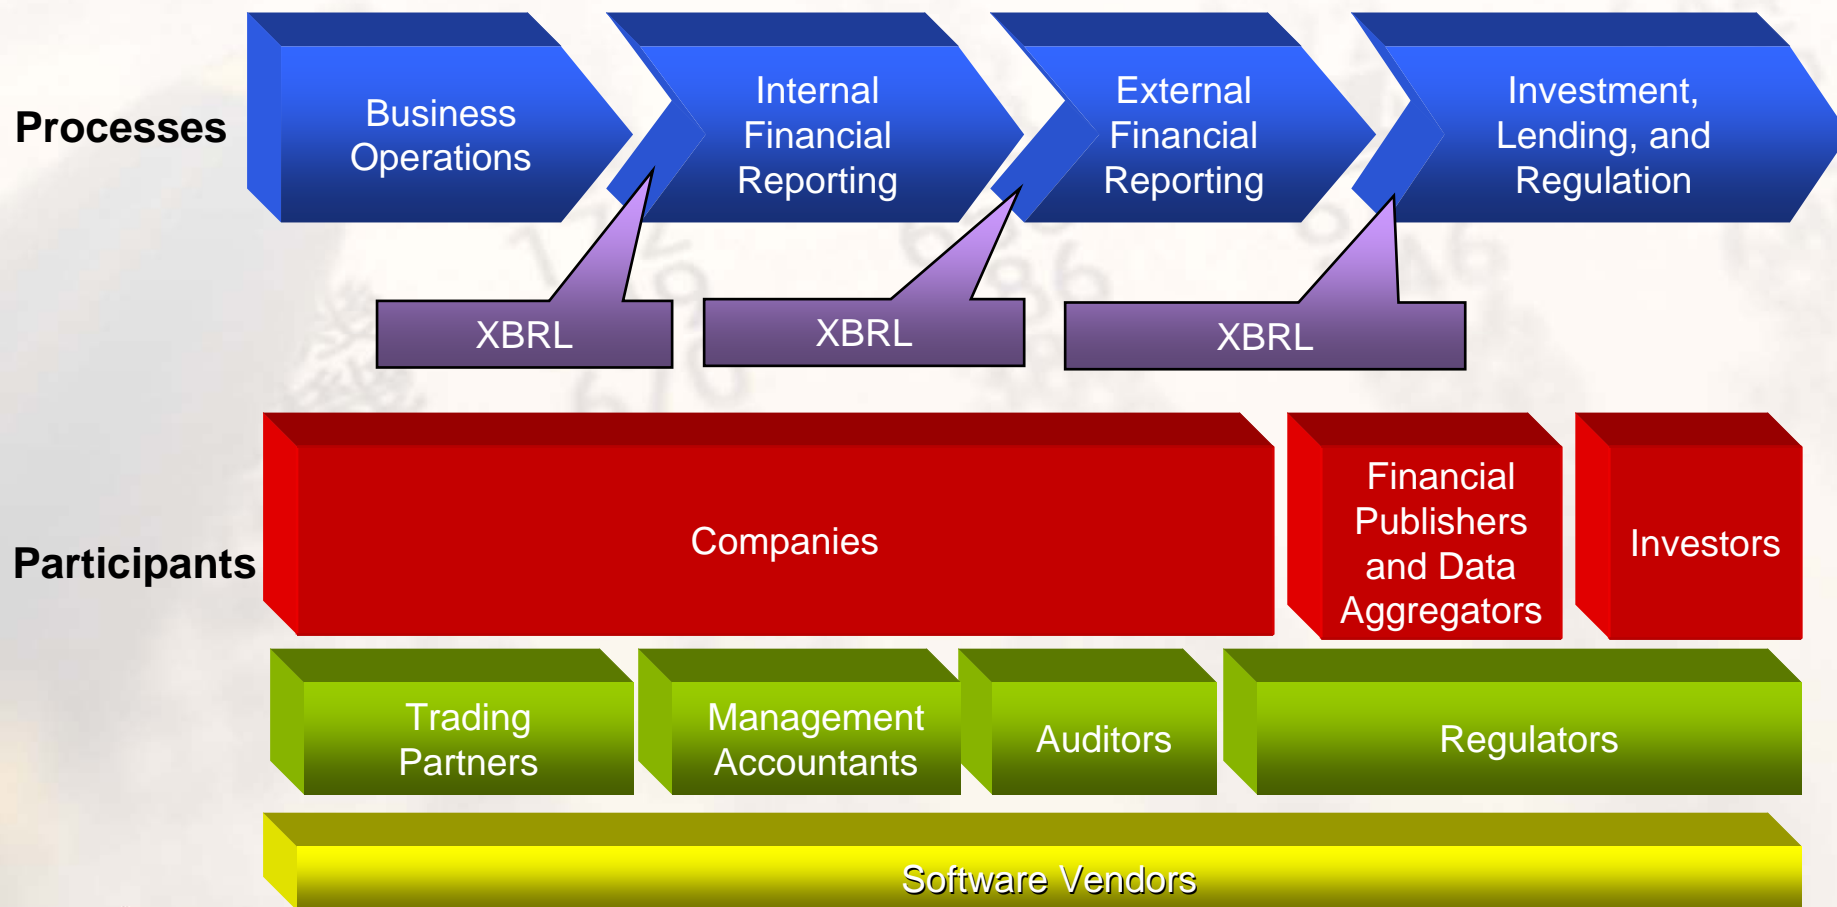 Processes
Business
Operations
Internal
Financial
Reporting
External
Financial
Reporting
Investment,
Lending, and
Regulation
XBRL
XBRL
XBRL
Participants
Companies
Financial
Publishers
and Data
Aggregators
Investors
Trading
Partners
Management
Accountants
Auditors
Regulators
Software Vendors